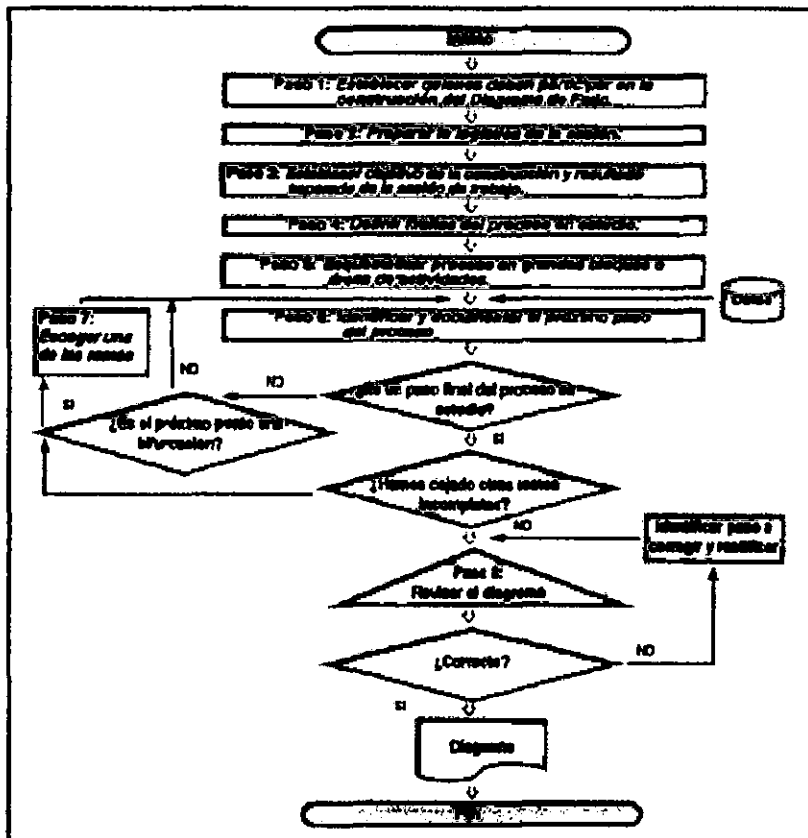 Paso 1: Establecer quienes deben participar en la
construcción del Diagrama de Flujo.
Paso 2: Preparar la logística de la sesión.
Paso 3: Establecer objetivo de la construcción y resultado
esperado de la sesión de trabajo.
Paso 4: Definir límites del proceso en estudio.
Paso 5: Esquematizar proceso en grandes bloques o
áreas de actividades.
Datos
Paso 7:
Escoger una
de las ramas
Paso 6: Identificar y documentar el próximo paso
del proceso
NO
NO
¿Es un paso final del proceso en
estudio?
SI
¿Es el próximo punto una
bifurcación?
SI
¿Hemos dejado otras ramas
incompletas?
NO
Identificar paso a
corregir y rectificar
Paso 8:
Revisar el diagrama
¿Correcto?
NO
SI
Diagrama